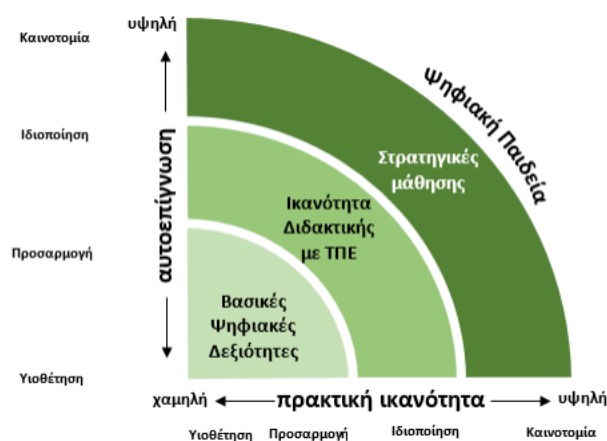 υψηλή
Καινοτομία
Ιδιοποίηση
Προσαρμογή
Υιοθέτηση
αυτοεπίγνωση
Ψηφιακή Παιδεία
Στρατηγικές
μάθησης
Ικανότητα
Διδακτικής
με ΤΠΕ
Βασικές
Ψηφιακές
Δεξιότητες
χαμηλή
πρακτική ικανότητα
υψηλή
Υιοθέτηση
Προσαρμογή
Ιδιοποίηση
Καινοτομία